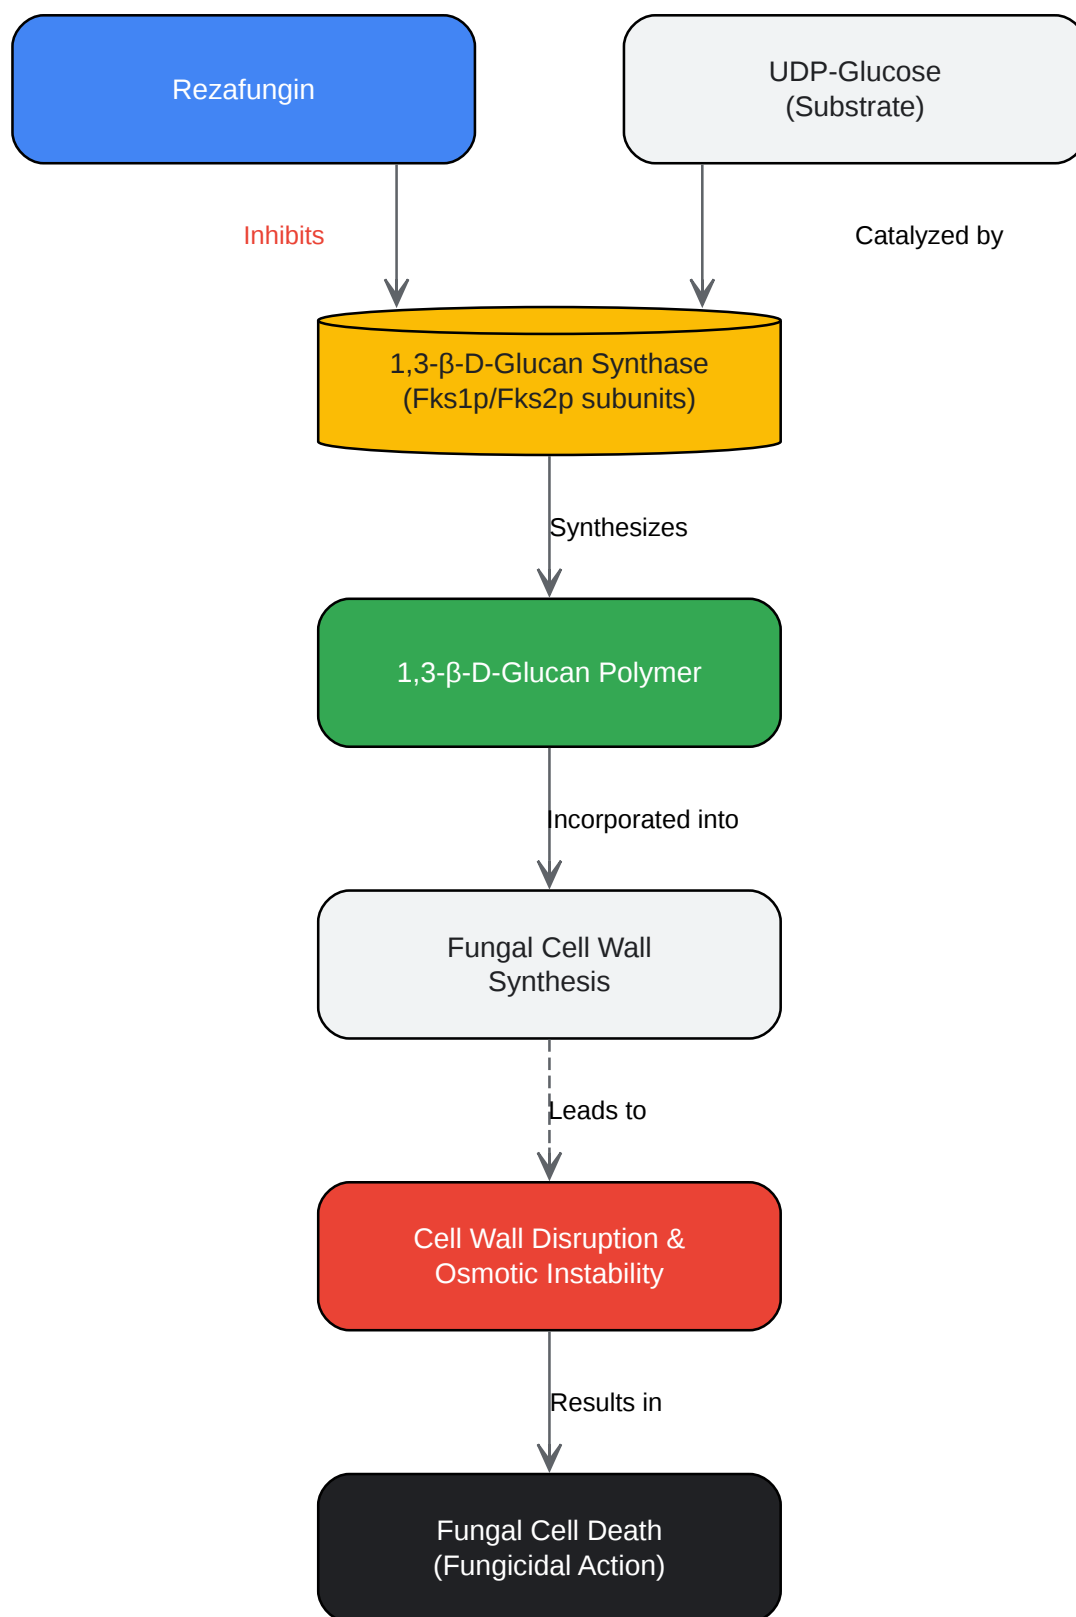 Rezafungin
UDP-Glucose
(Substrate)
Inhibits
Catalyzed by
1,3-β-D-Glucan Synthase
(Fks1p/Fks2p subunits)
Synthesizes
1,3-β-D-Glucan Polymer
Incorporated into
Fungal Cell Wall
Synthesis
Leads to
Cell Wall Disruption &
Osmotic Instability
Results in
Fungal Cell Death
(Fungicidal Action)